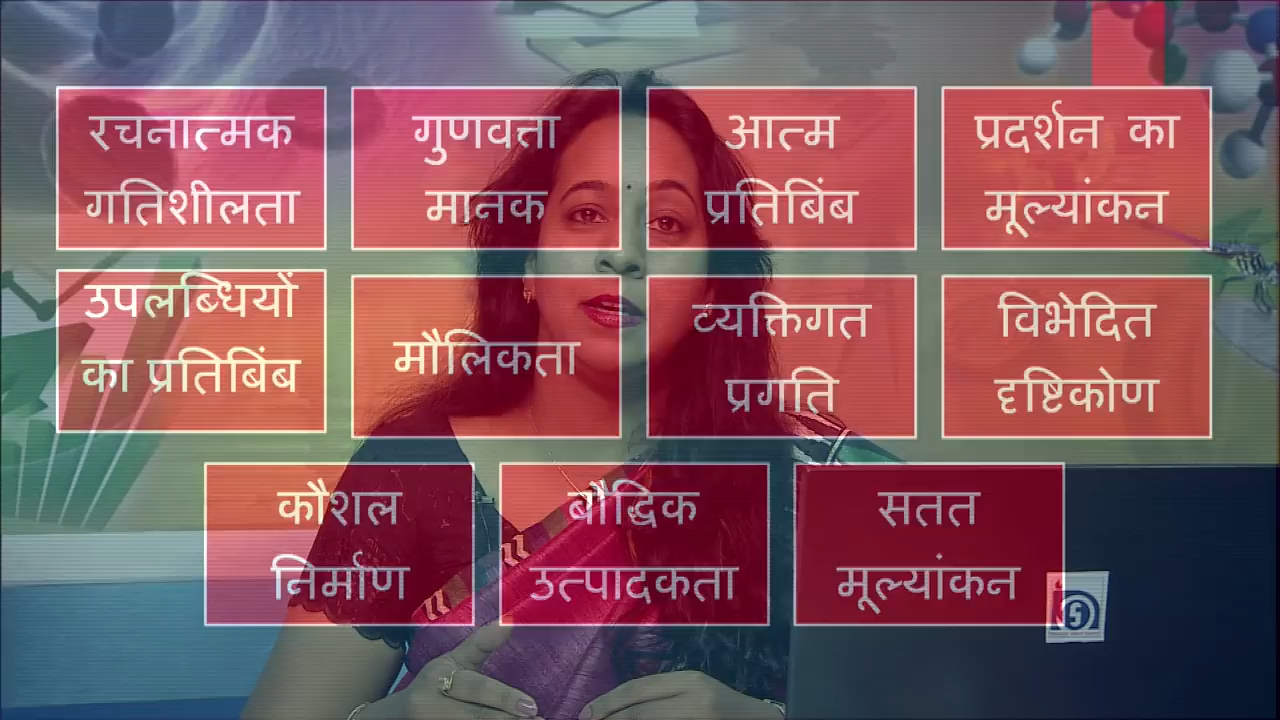 रचनात्मक
गतिशीलता
गुणवत्ता
मानक
आत्म
प्रतिबिंब
प्रदर्शन का
मूल्यांकन
उपलब्धियों
का प्रतिबिंब
मौलिकता
व्यक्तिगत
प्रगति
विभेदित
दृष्टिकोण
कौशल
निर्माण
बौद्धिक
उत्पादकता
सतत
मूल्यांकन